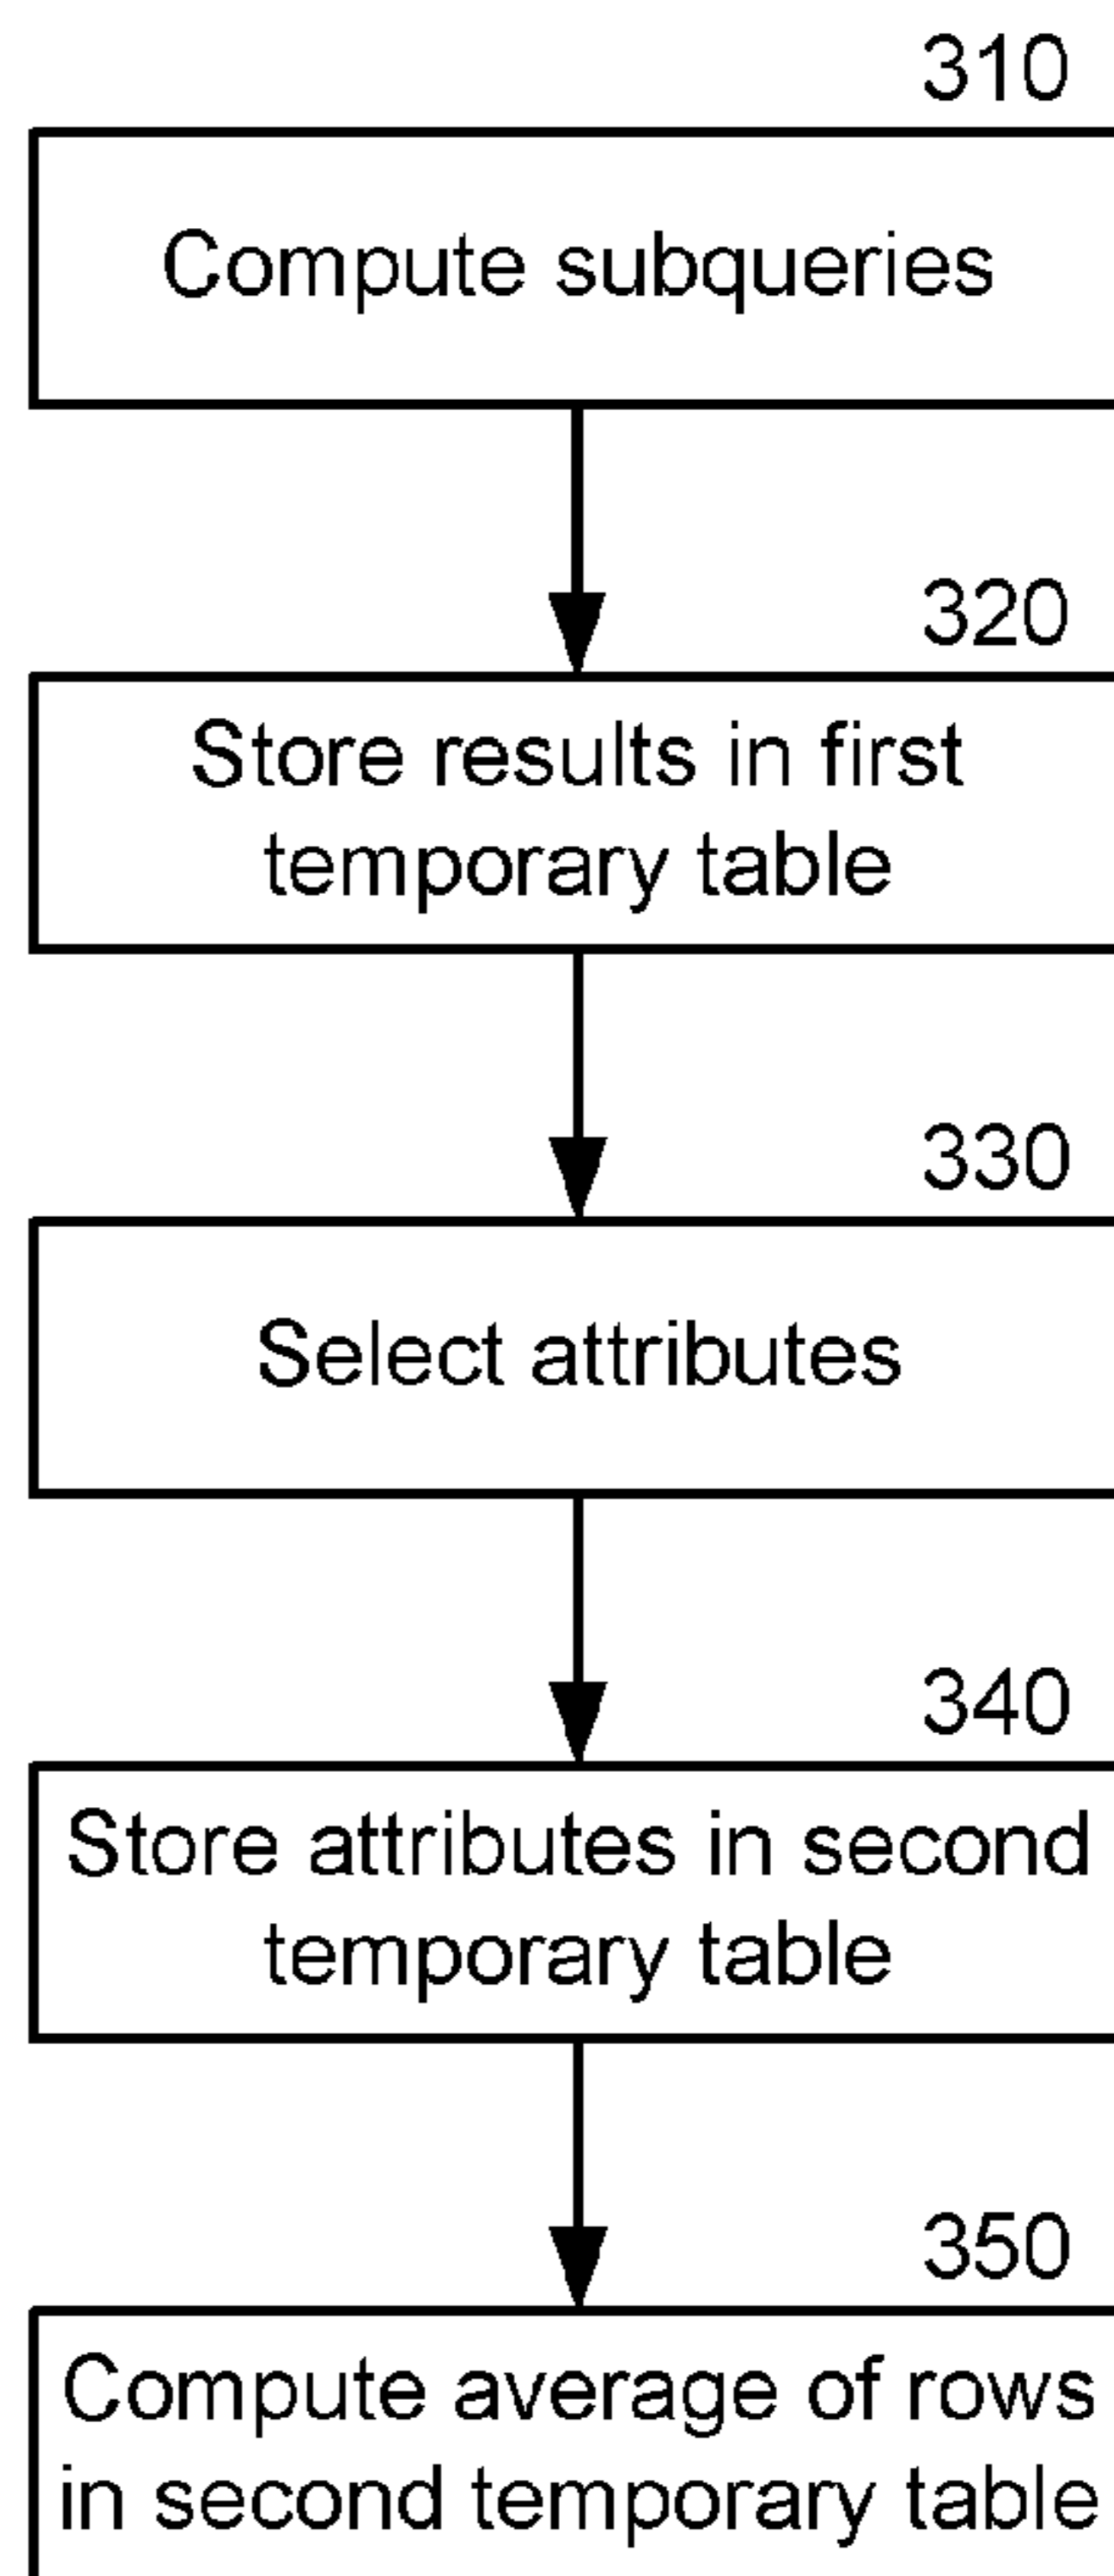 310
Compute subqueries
320
Store results in first
temporary table
330
Select attributes
340
Store attributes in second
temporary table
350
Compute average of rows
in second temporary table